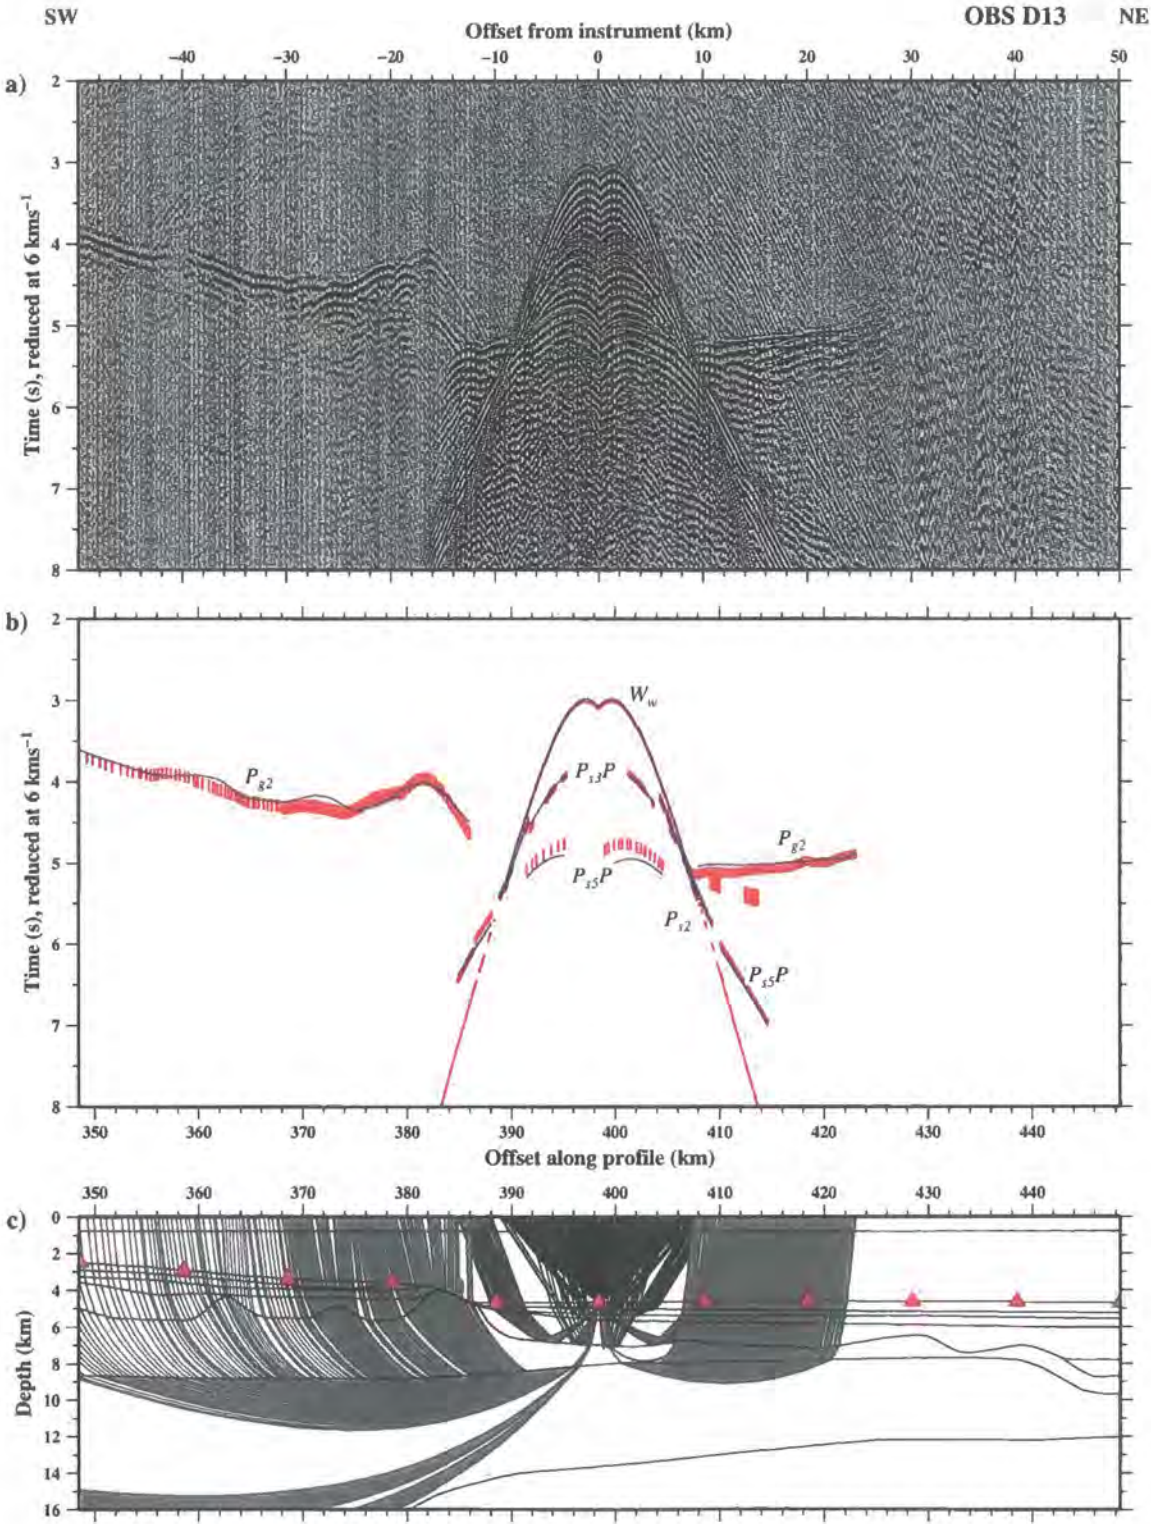 SW
OBS D13
NE
Offset from instrument (km)
−40 −30 −20 −10 0 10 20 30 40 50
a)
2
3
4
5
6
7
8
Time (s), reduced at 6 kms⁻¹
b)
2
3
4
5
6
7
8
Time (s), reduced at 6 kms⁻¹
W_w
P_g2
P_s3P
P_g2
P_s5P
P_s2
P_s5P
350 360 370 380 390 400 410 420 430 440
Offset along profile (km)
350 360 370 380 390 400 410 420 430 440
c)
0
2
4
6
8
10
12
14
16
Depth (km)